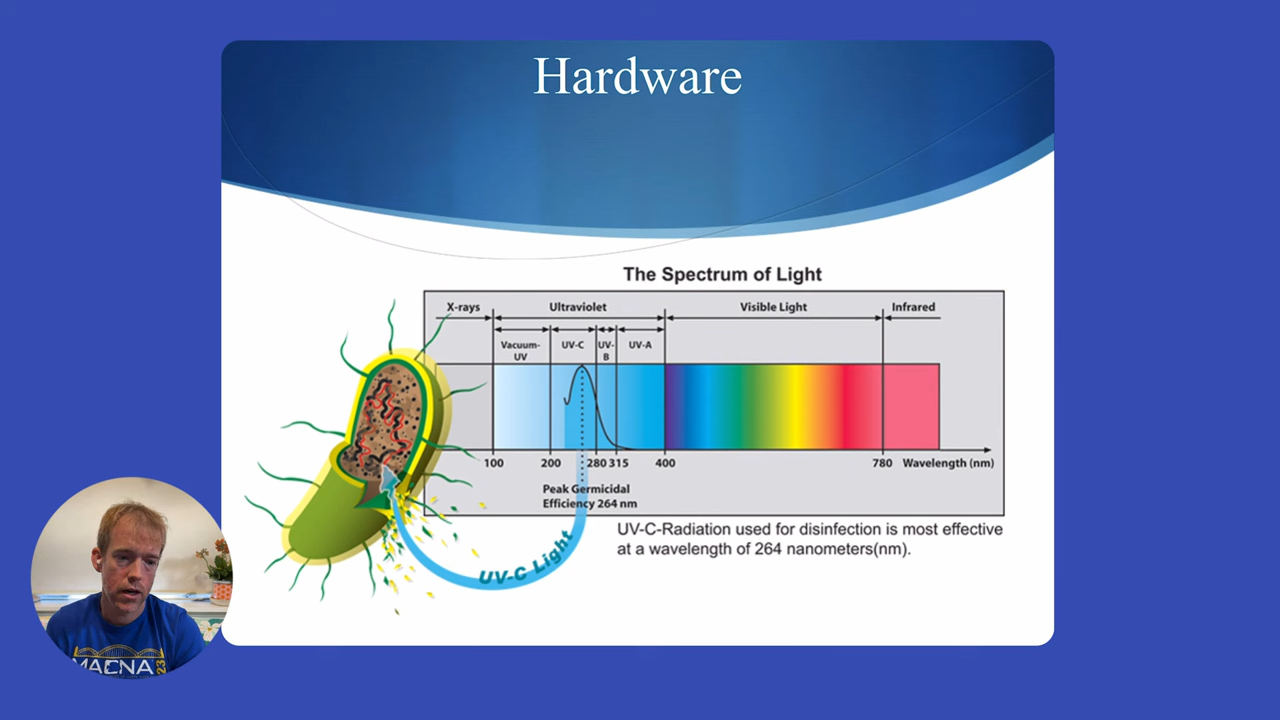 Hardware
The Spectrum of Light
X-rays
Ultraviolet
Visible Light
Infrared
Vacuum-
UV
UV-C
UV-
B
UV-A
100
200
280
315
400
780
Wavelength (nm)
Peak Germicidal
Efficiency 264 nm
UV-C Light
UV-C-Radiation used for disinfection is most effective
at a wavelength of 264 nanometers(nm).
MACNA
23